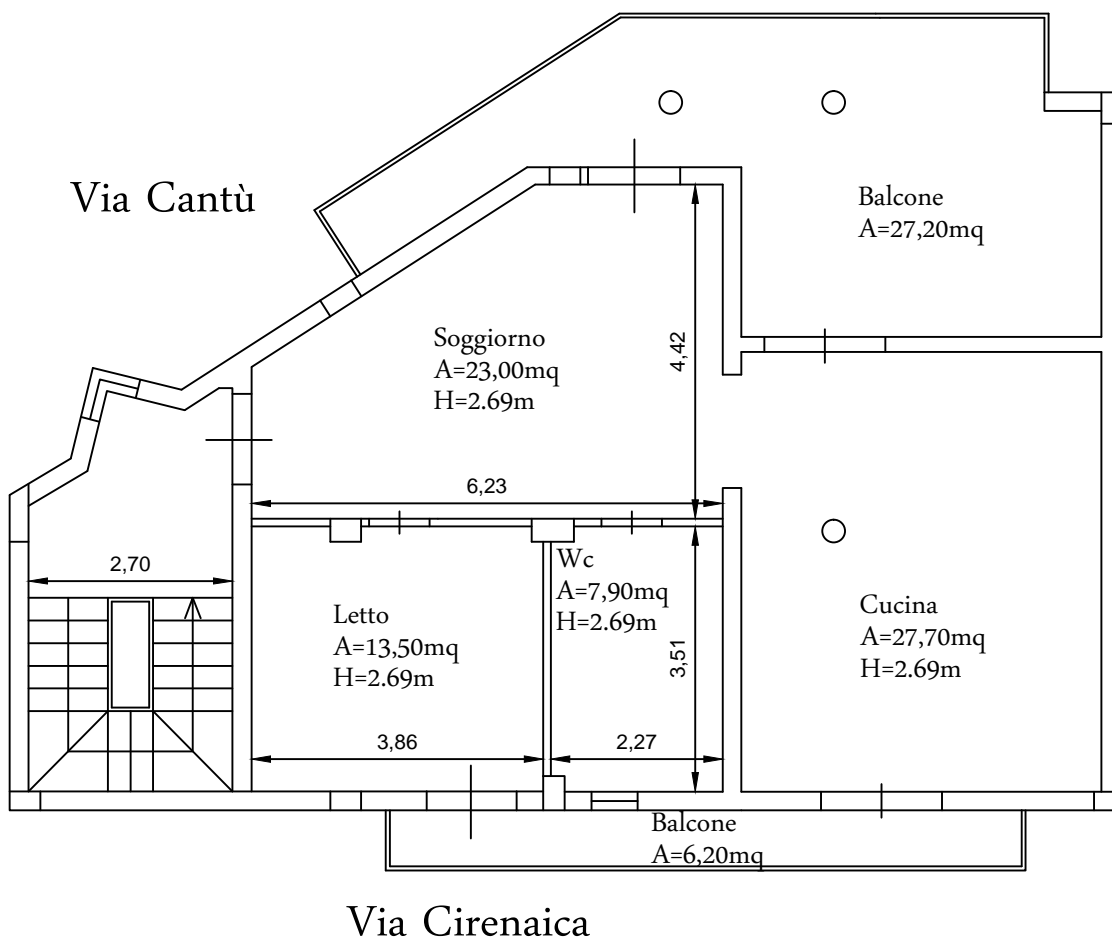 Via Cantù
Balcone
A=27,20mq
Soggiorno
A=23,00mq
H=2.69m
4,42
6,23
2,70
Wc
A=7,90mq
H=2.69m
Letto
A=13,50mq
H=2.69m
3,51
Cucina
A=27,70mq
H=2.69m
3,86
2,27
Balcone
A=6,20mq
Via Cirenaica